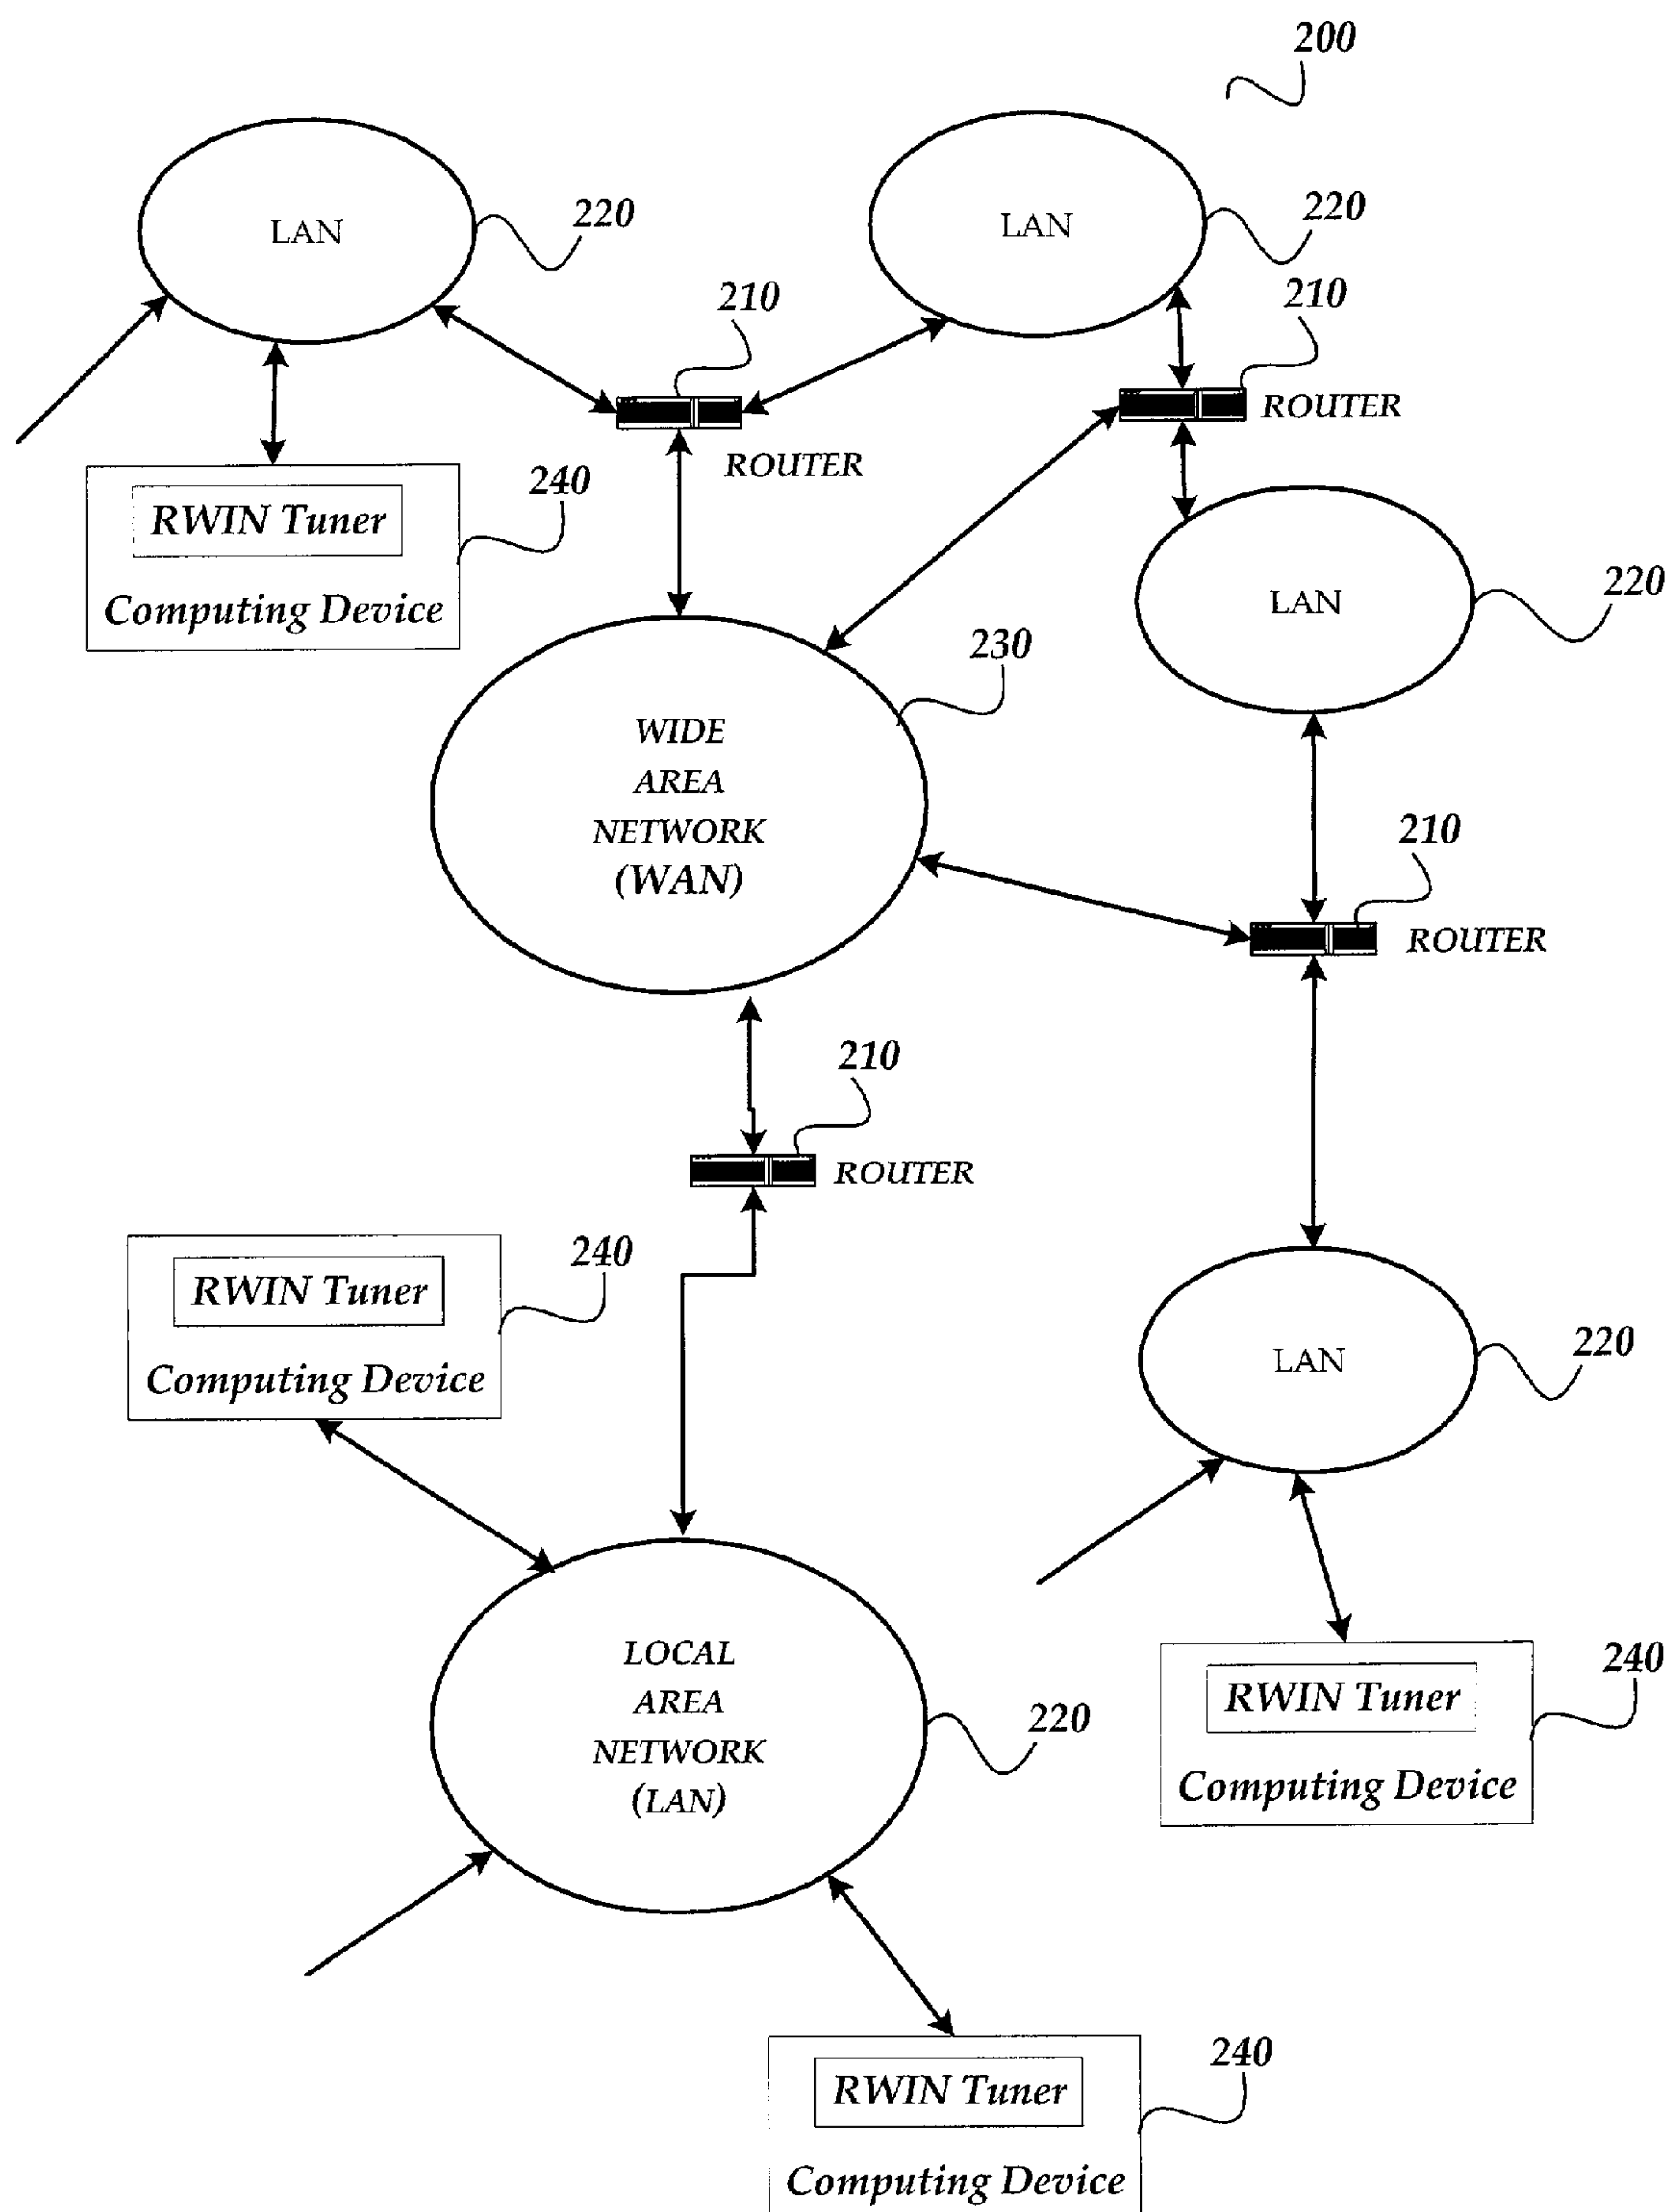 200
LAN
220
LAN
220
210
210
ROUTER
ROUTER
RWIN Tuner
Computing Device
240
LAN
220
230
WIDE
AREA
NETWORK
(WAN)
210
ROUTER
210
ROUTER
RWIN Tuner
Computing Device
240
LAN
220
LOCAL
AREA
NETWORK
(LAN)
220
RWIN Tuner
Computing Device
240
RWIN Tuner
Computing Device
240